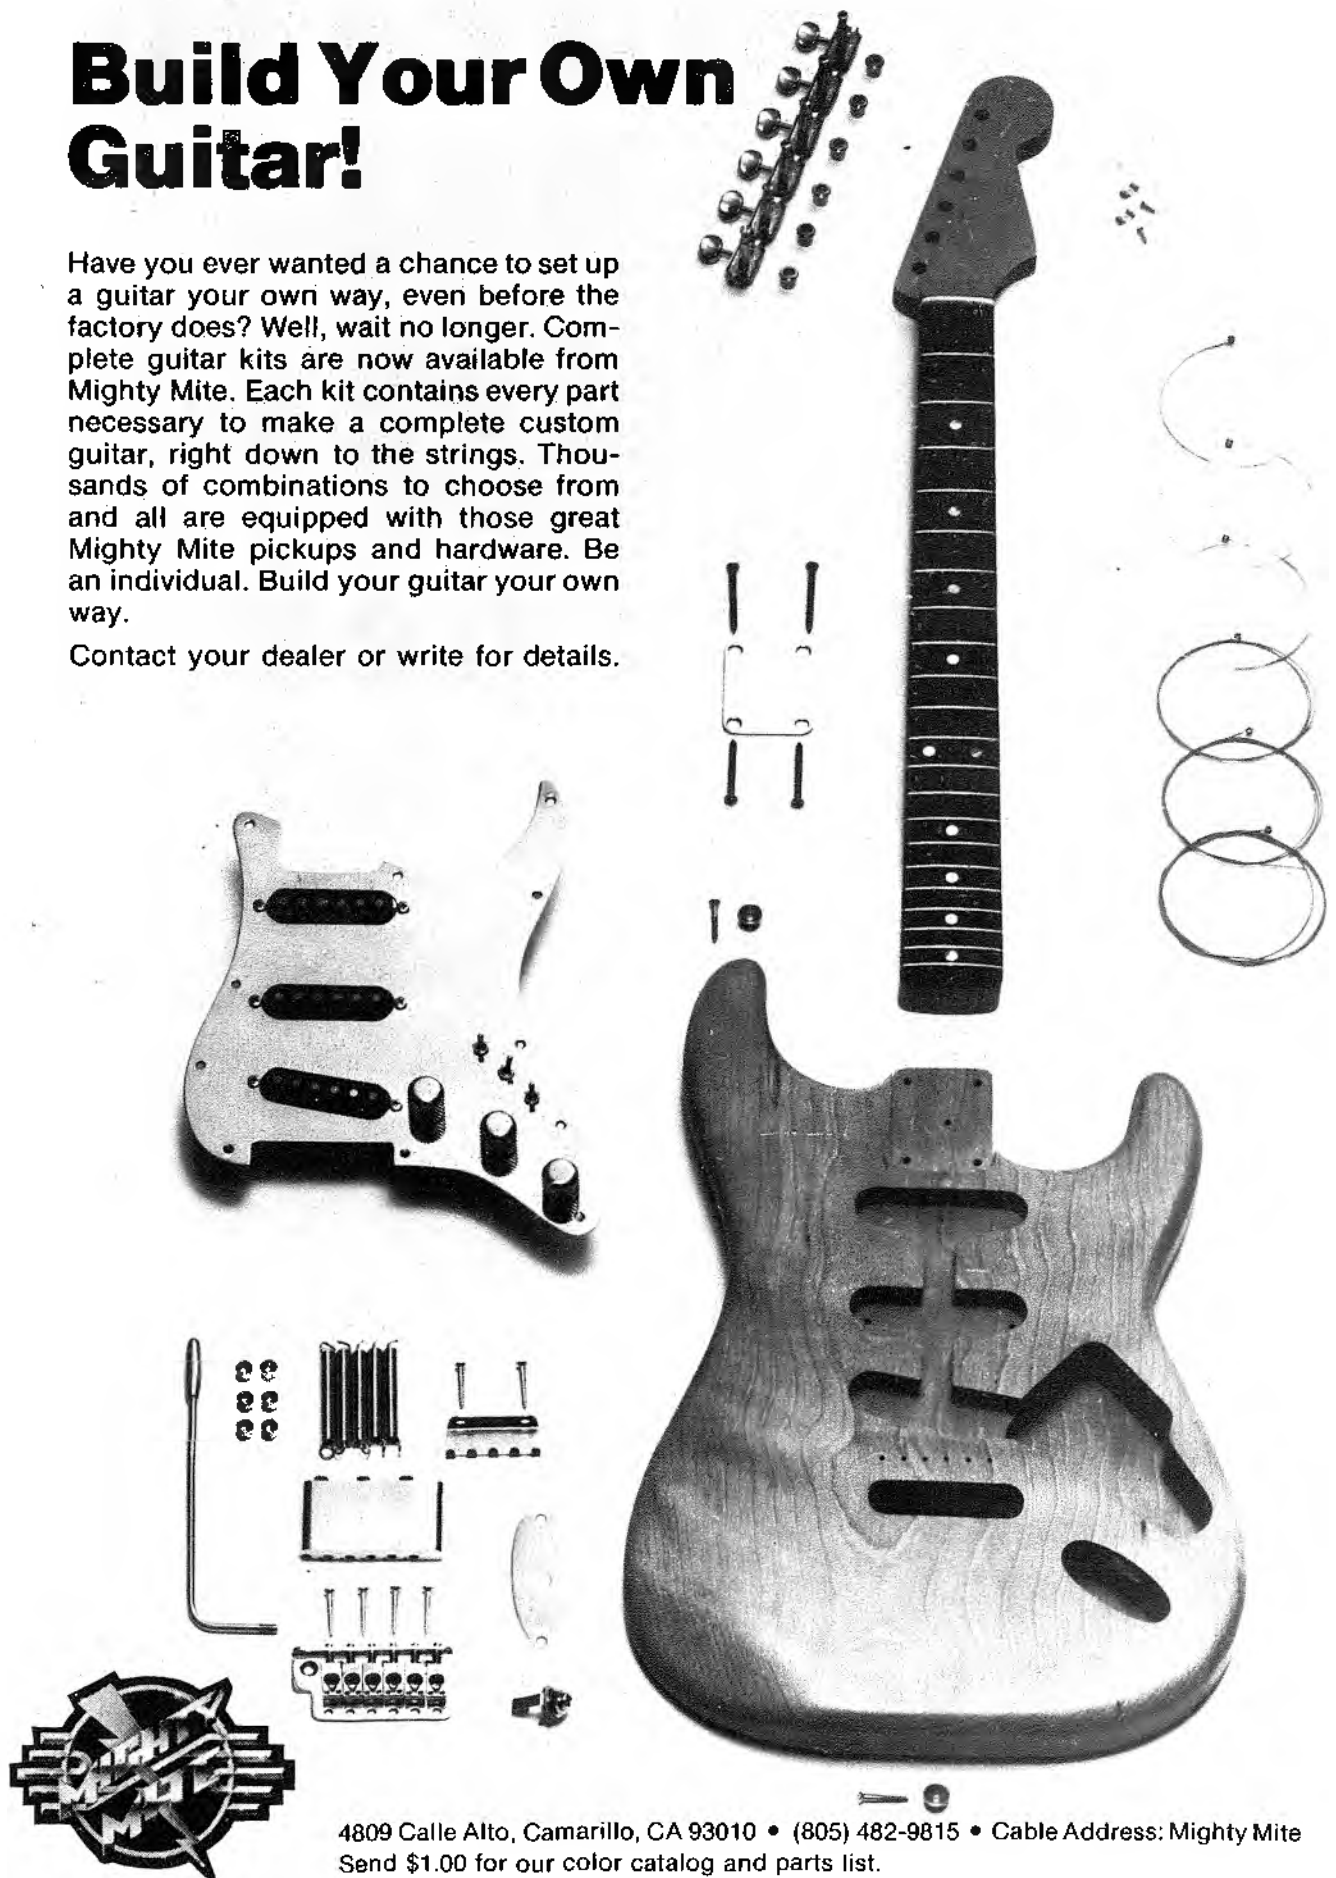 Build Your Own
Guitar!
Have you ever wanted a chance to set up
a guitar your own way, even before the
factory does? Well, wait no longer. Com-
plete guitar kits are now available from
Mighty Mite. Each kit contains every part
necessary to make a complete custom
guitar, right down to the strings. Thou-
sands of combinations to choose from
and all are equipped with those great
Mighty Mite pickups and hardware. Be
an individual. Build your guitar your own
way.
Contact your dealer or write for details.
MIGHTY
MITE
4809 Calle Alto, Camarillo, CA 93010 • (805) 482-9815 • Cable Address: Mighty Mite
Send $1.00 for our color catalog and parts list.